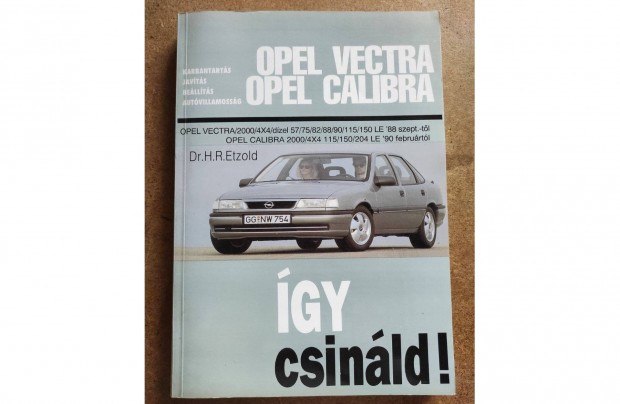 OPEL VECTRA
OPEL CALIBRA
KARBANTARTÁS
JAVÍTÁS
BEÁLLÍTÁS
AUTÓVILLAMOSSÁG
OPEL VECTRA/2000/4X4/dízel 57/75/82/88/90/115/150 LE '88 szept.-től
OPEL CALIBRA 2000/4X4 115/150/204 LE '90 februártól
Dr.H.R.Etzold
GG-NW 754
ÍGY
csináld!